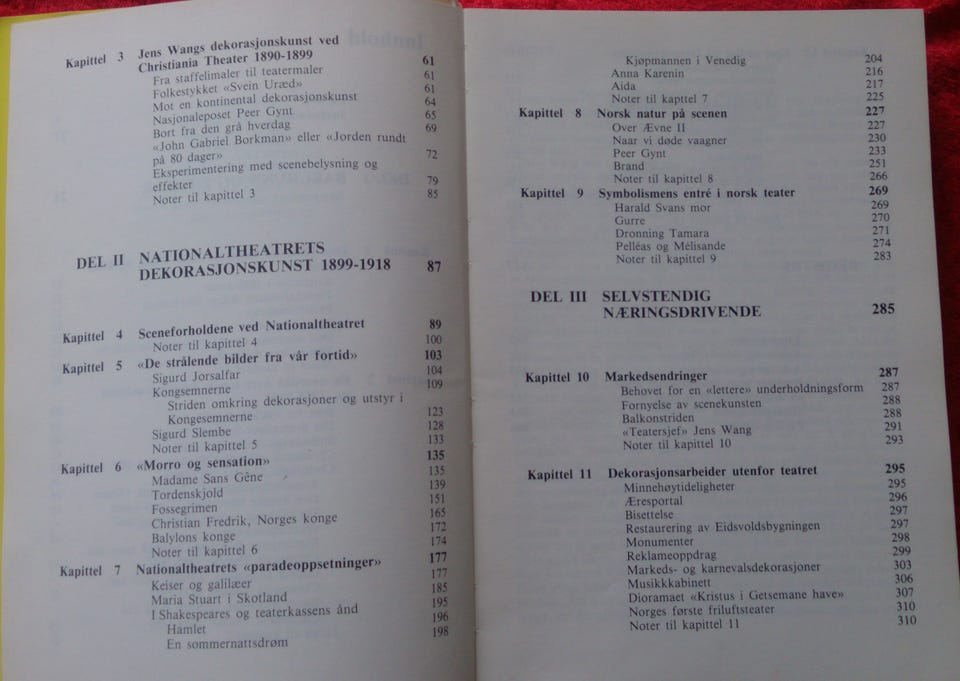 Kapittel 3 Jens Wangs dekorasjonskunst ved
Christiania Theater 1890-1899 61
Fra staffelimaler til teatermaler 61
Folkestykket «Svein Uræd» 61
Mot en kontinental dekorasjonskunst 64
Nasjonaleposet Peer Gynt 65
Bort fra den grå hverdag 69
«John Gabriel Borkman» eller «Jorden rundt
på 80 dager» 72
Eksperimentering med scenebelysning og
effekter 79
Noter til kapittel 3 85
DEL II NATIONALTHEATRETS
DEKORASJONSKUNST 1899-1918 87
Kapittel 4 Sceneforholdene ved Nationaltheatret 89
Noter til kapittel 4 100
Kapittel 5 «De strålende bilder fra vår fortid» 103
Sigurd Jorsalfar 104
Kongsemnerne 109
Striden omkring dekorasjoner og utstyr i
Kongesemnerne 123
Sigurd Slembe 128
Noter til kapittel 5 133
Kapittel 6 «Morro og sensation» 135
Madame Sans Gêne 135
Tordenskjold 139
Fossegrimen 151
Christian Fredrik, Norges konge 165
Balylons konge 172
Noter til kapittel 6 174
Kapittel 7 Nationaltheatrets «paradeoppsetninger» 177
Keiser og galilæer 177
Maria Stuart i Skotland 185
I Shakespeares og teaterkassens ånd 195
Hamlet 196
En sommernattsdrøm 198
Kjøpmannen i Venedig 204
Anna Karenin 216
Aida 217
Noter til kapttel 7 225
Kapittel 8 Norsk natur på scenen 227
Over Ævne II 227
Naar vi døde vaagner 230
Peer Gynt 233
Brand 251
Noter til kapittel 8 266
Kapittel 9 Symbolismens entré i norsk teater 269
Harald Svans mor 269
Gurre 270
Dronning Tamara 271
Pelléas og Mélisande 274
Noter til kapittel 9 283
DEL III SELVSTENDIG
NÆRINGSDRIVENDE 285
Kapittel 10 Markedsendringer 287
Behovet for en «lettere» underholdningsform 287
Fornyelse av scenekunsten 288
Balkonstriden 288
«Teatersjef» Jens Wang 291
Noter til kapittel 10 293
Kapittel 11 Dekorasjonsarbeider utenfor teatret 295
Minnehøytideligheter 295
Æresportal 296
Bisettelse 297
Restaurering av Eidsvoldsbygningen 297
Monumenter 298
Reklameoppdrag 299
Markeds- og karnevalsdekorasjoner 303
Musikkkabinett 306
Dioramaet «Kristus i Getsemane have» 307
Norges første friluftsteater 310
Noter til kapittel 11 310